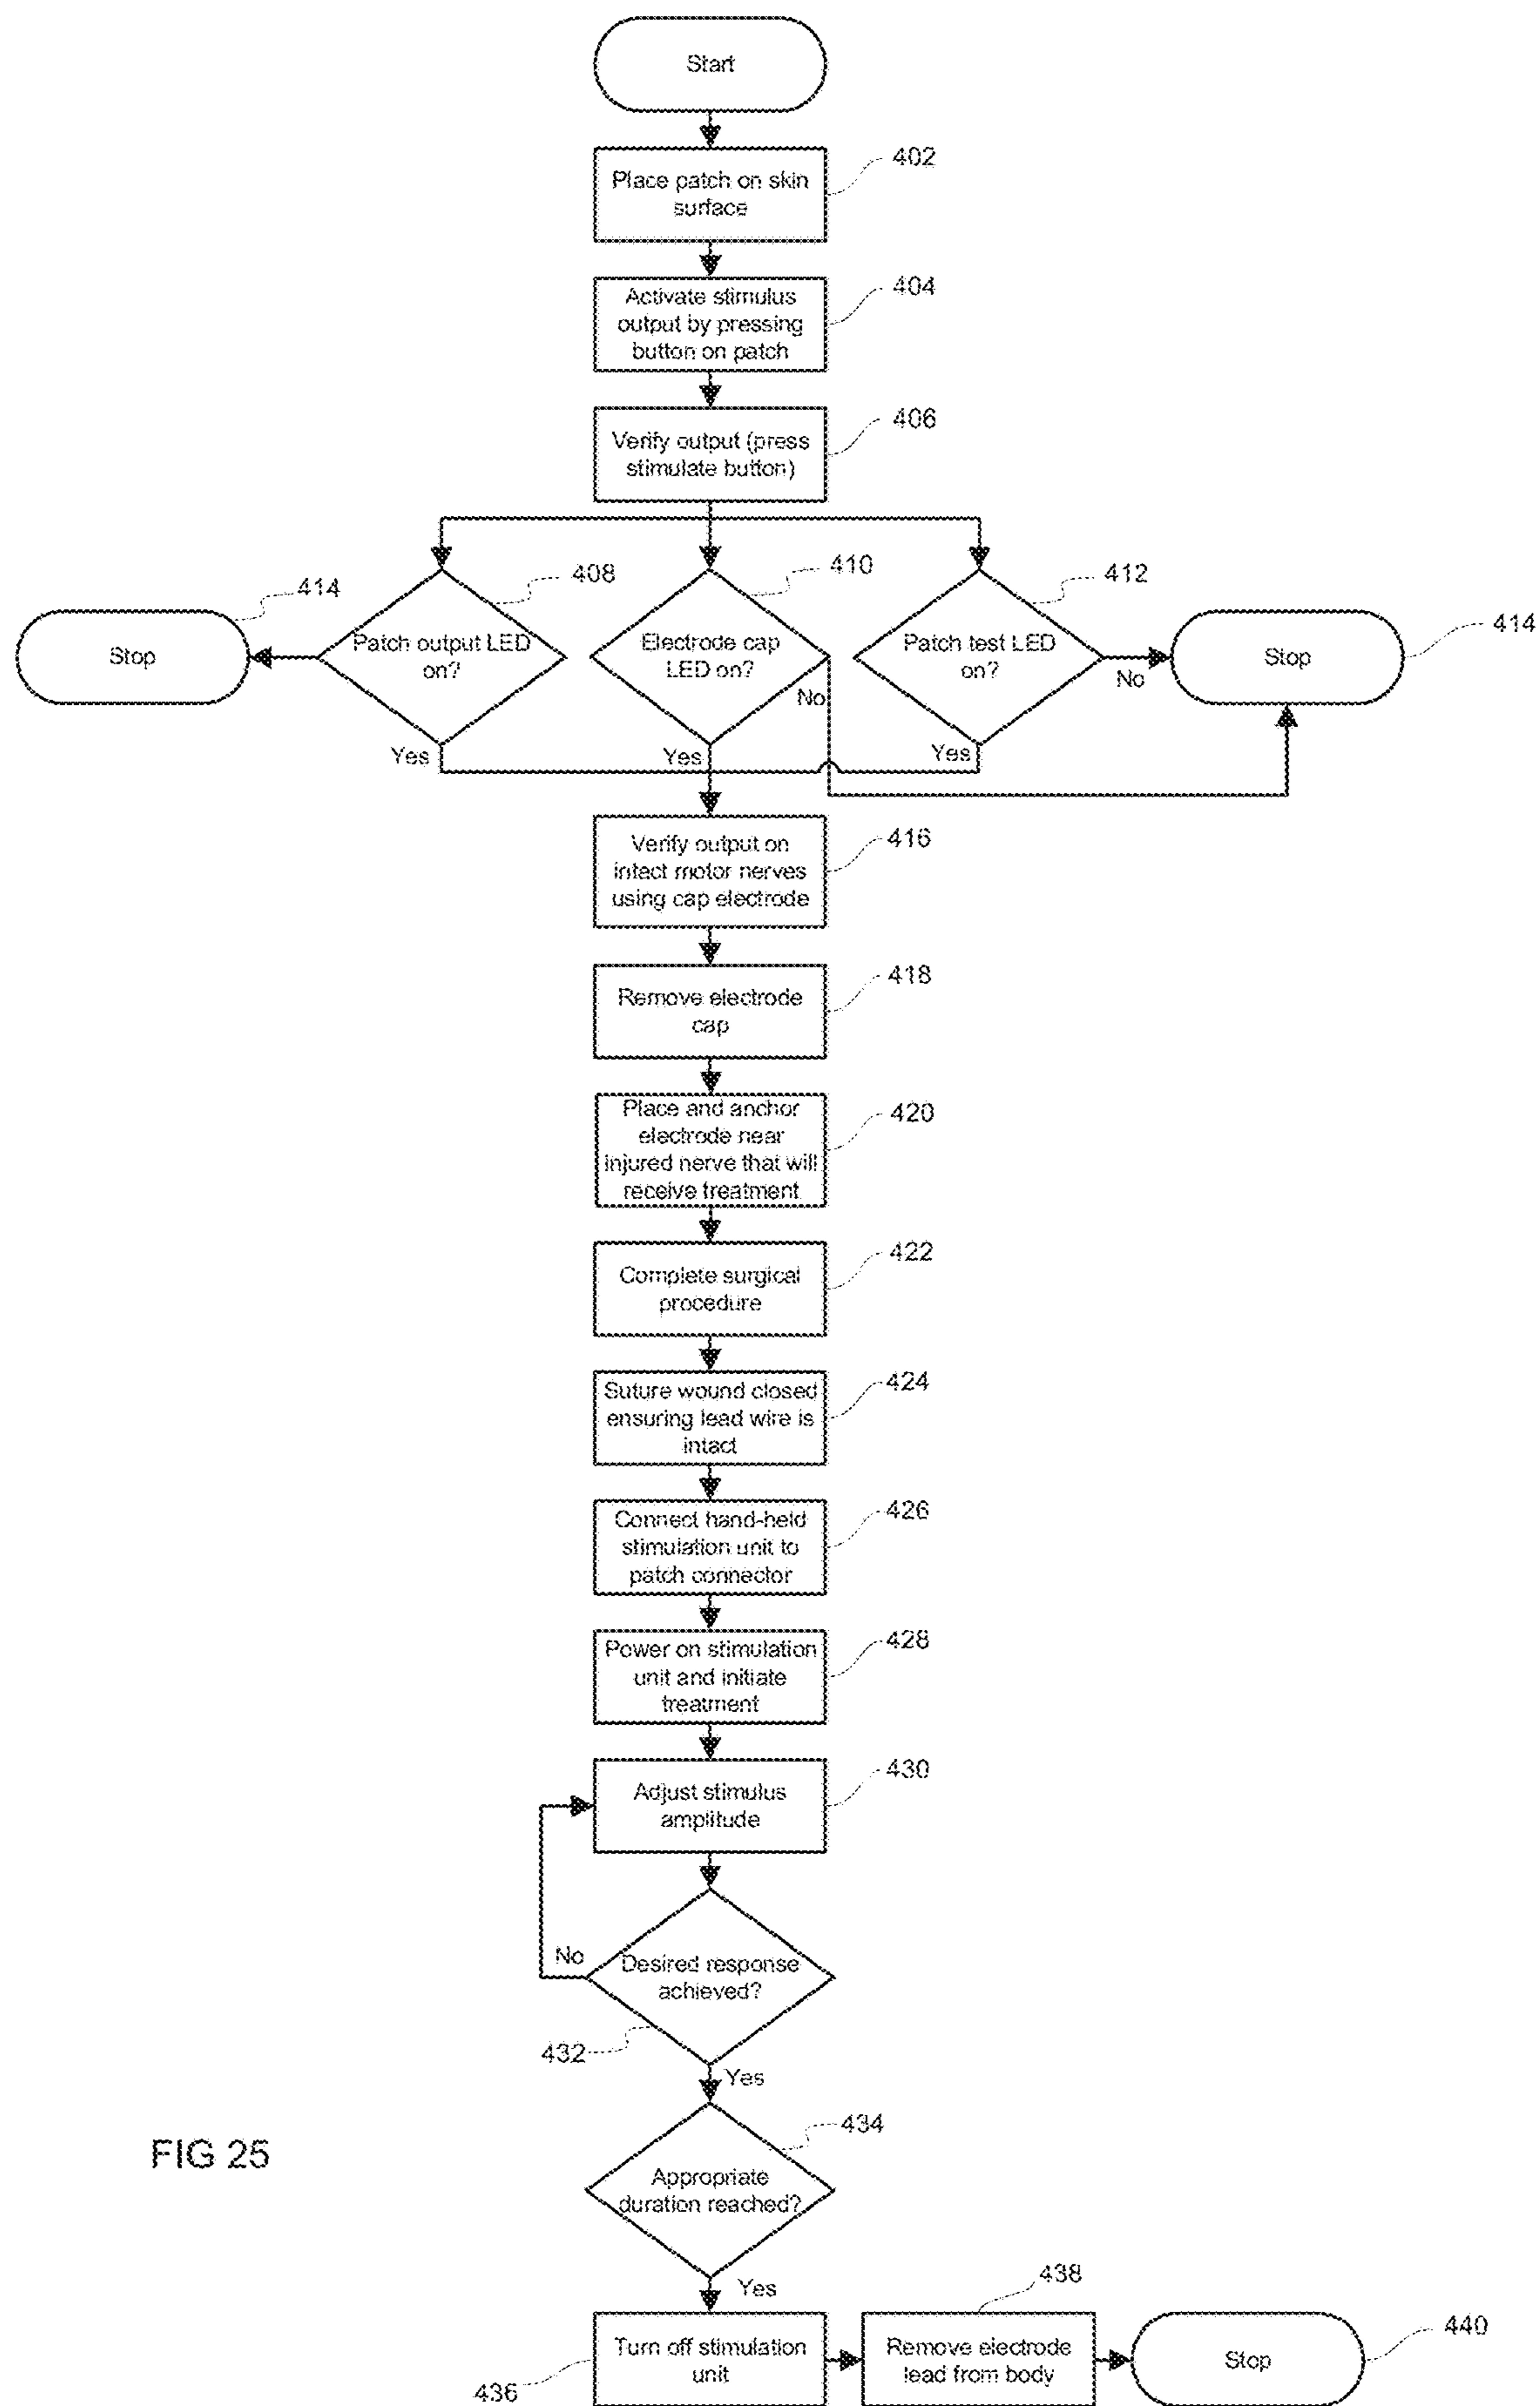 Start
402
Place patch on skin
surface
404
Activate stimulus
output by pressing
button on patch
406
Verify output (press
stimulate button)
414
Stop
408
Patch output LED
on?
Yes
410
Electrode cap
LED on?
No
Yes
412
Patch test LED
on?
No
Yes
414
Stop
416
Verify output on
intact motor nerves
using cap electrode
418
Remove electrode
cap
420
Place and anchor
electrode near
injured nerve that will
receive treatment
422
Complete surgical
procedure
424
Suture wound closed
ensuring lead wire is
intact
426
Connect hand-held
stimulation unit to
patch connector
428
Power on stimulation
unit and initiate
treatment
430
Adjust stimulus
amplitude
No
Desired response
achieved?
432
Yes
434
Appropriate
duration reached?
FIG 25
Yes
Turn off stimulation
unit
436
438
Remove electrode
lead from body
440
Stop